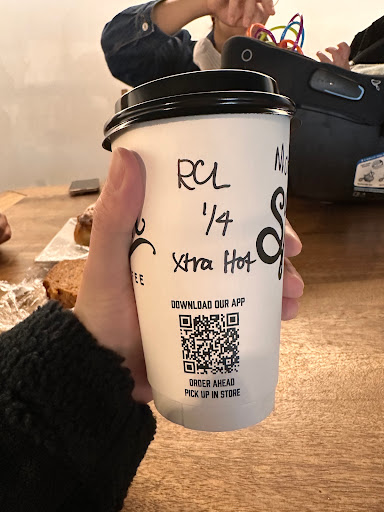 RCL
1/4
Xtra Hot
DOWNLOAD OUR APP
ORDER AHEAD
PICK UP IN STORE